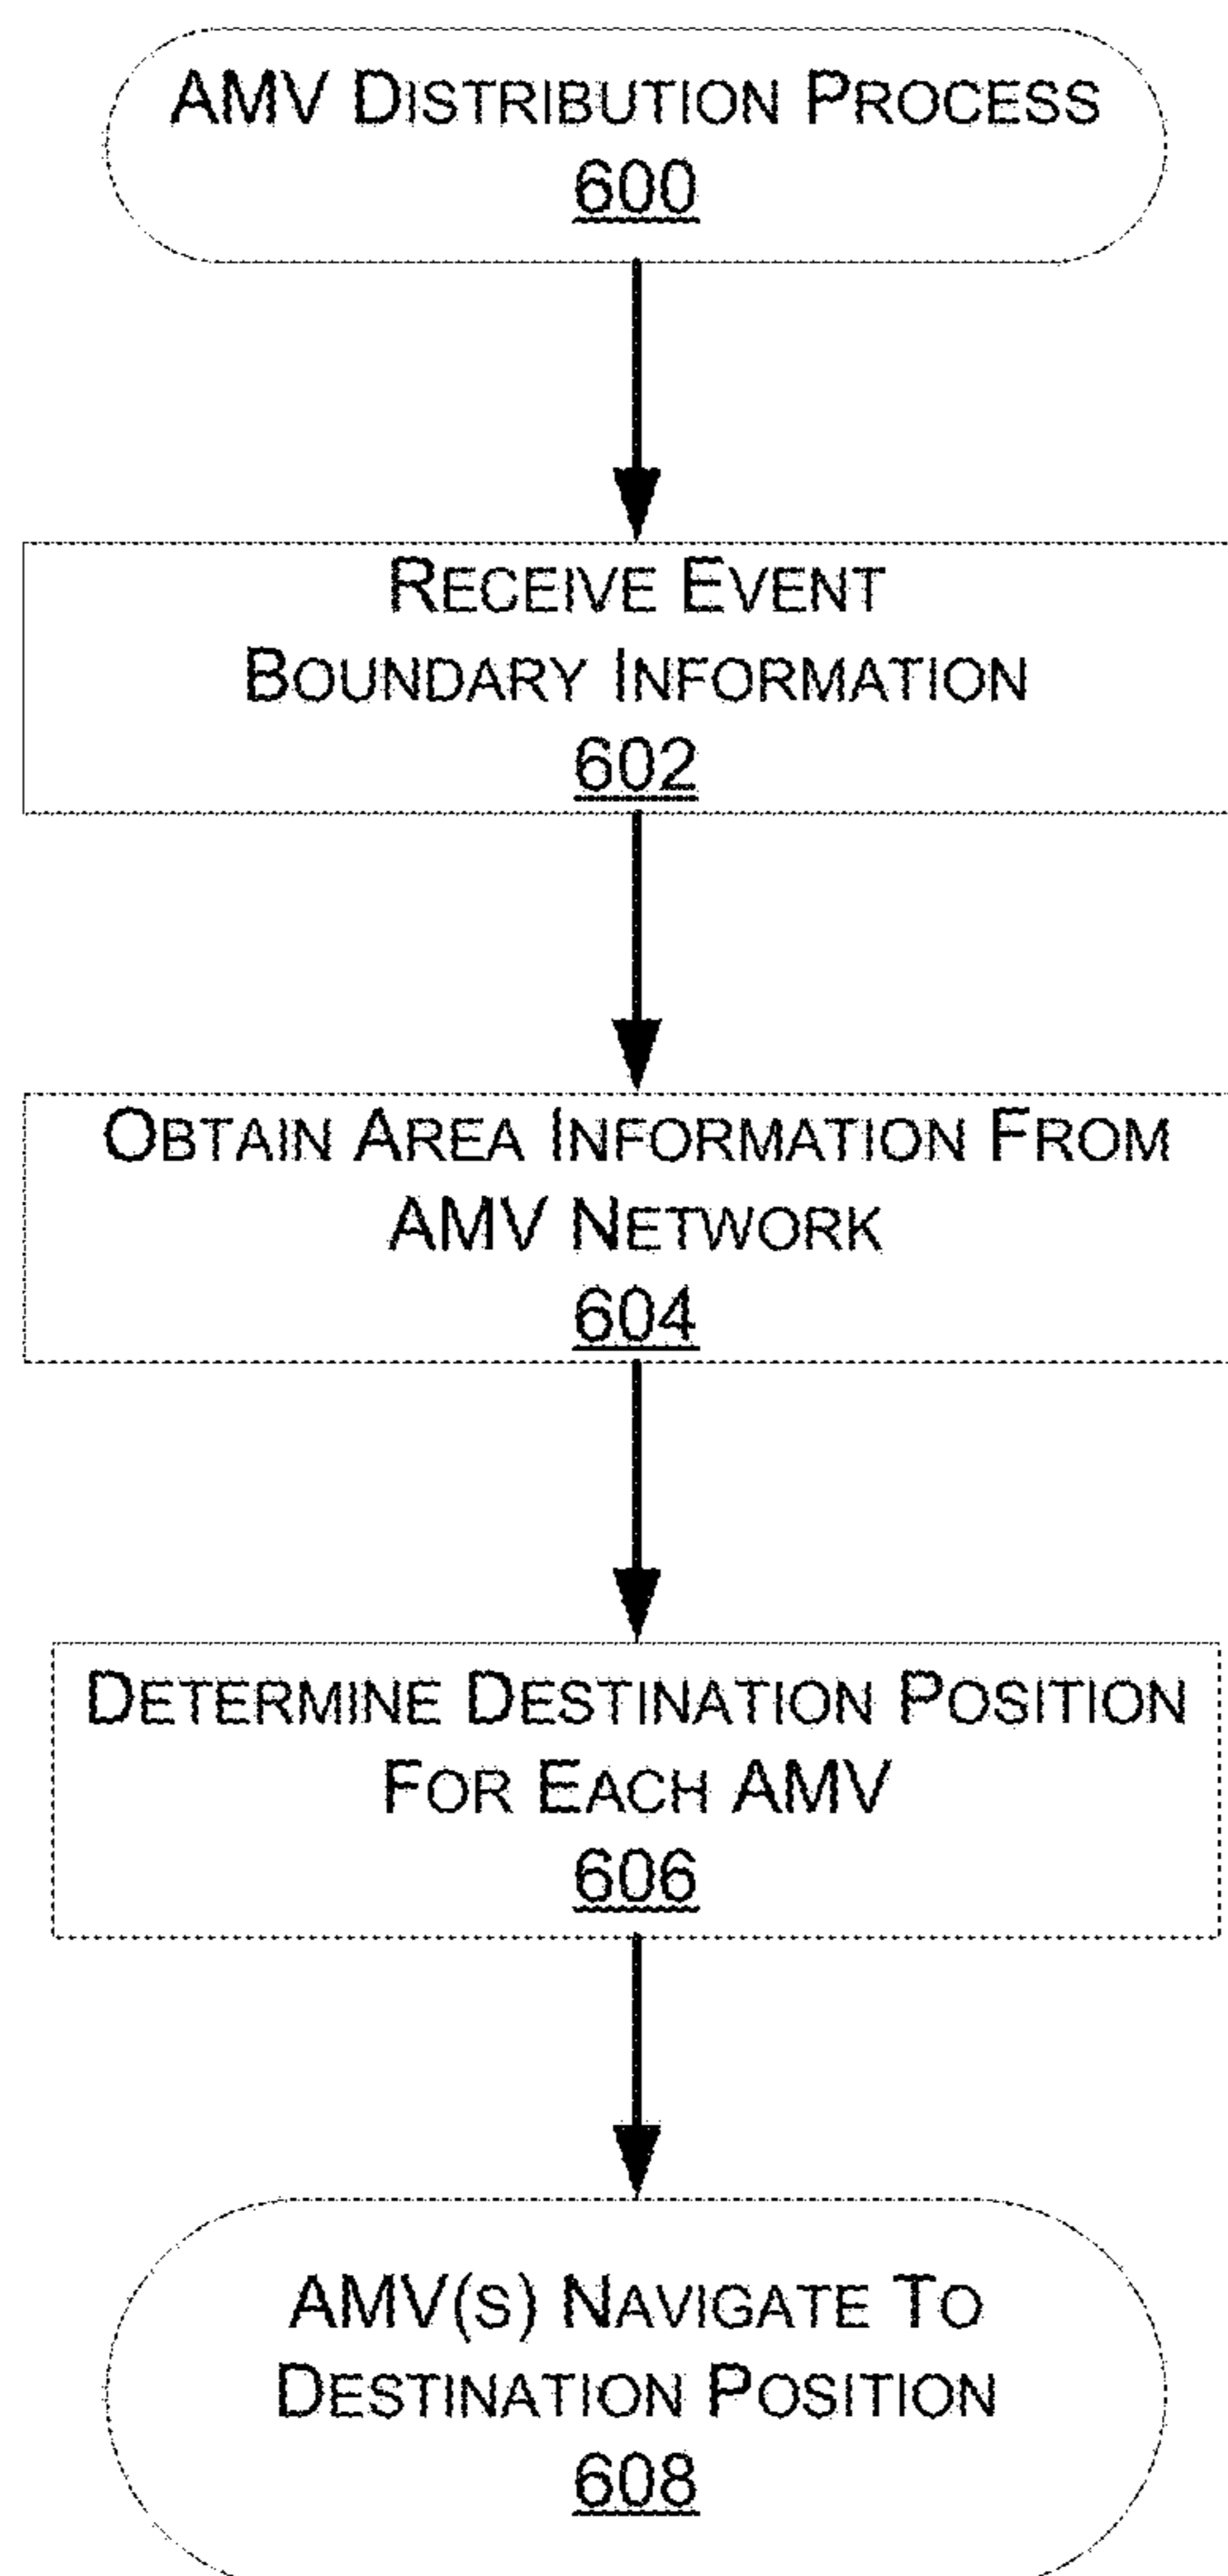 AMV DISTRIBUTION PROCESS
600
RECEIVE EVENT
BOUNDARY INFORMATION
602
OBTAIN AREA INFORMATION FROM
AMV NETWORK
604
DETERMINE DESTINATION POSITION
FOR EACH AMV
606
AMV(S) NAVIGATE TO
DESTINATION POSITION
608